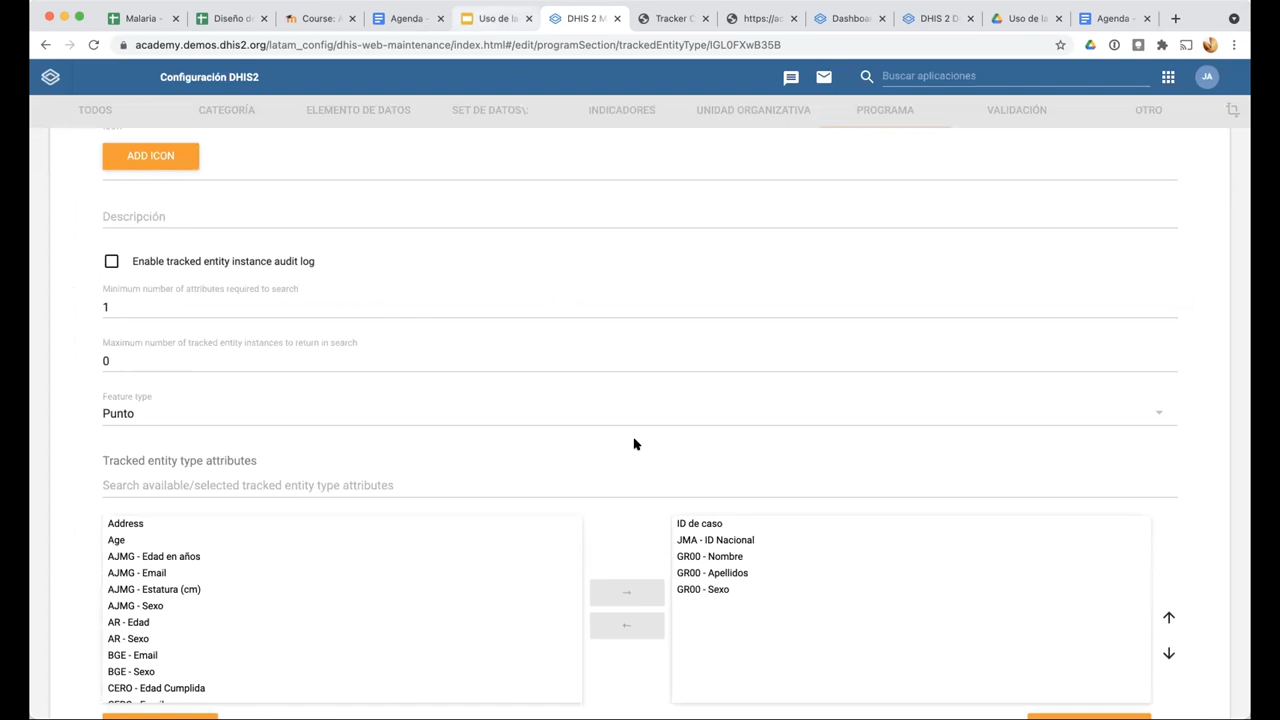 Malaria -
Diseño d
Course: A
Agenda -
Uso de la
DHIS 2 M
Tracker C
https://ac
Dashboa
DHIS 2 D
Uso de la
Agenda -
academy.demos.dhis2.org/latam_config/dhis-web-maintenance/index.html#/edit/programSection/trackedEntityType/IGL0FXwB35B
Configuración DHIS2
Buscar aplicaciones
JA
TODOS
CATEGORÍA
ELEMENTO DE DATOS
SET DE DATOS\;
INDICADORES
UNIDAD ORGANIZATIVA
PROGRAMA
VALIDACIÓN
OTRO
ADD ICON
Descripción
Enable tracked entity instance audit log
Minimum number of attributes required to search
1
Maximum number of tracked entity instances to return in search
0
Feature type
Punto
Tracked entity type attributes
Search available/selected tracked entity type attributes
Address
Age
AJMG - Edad en años
AJMG - Email
AJMG - Estatura (cm)
AJMG - Sexo
AR - Edad
AR - Sexo
BGE - Email
BGE - Sexo
CERO - Edad Cumplida
ID de caso
JMA - ID Nacional
GR00 - Nombre
GR00 - Apellidos
GR00 - Sexo